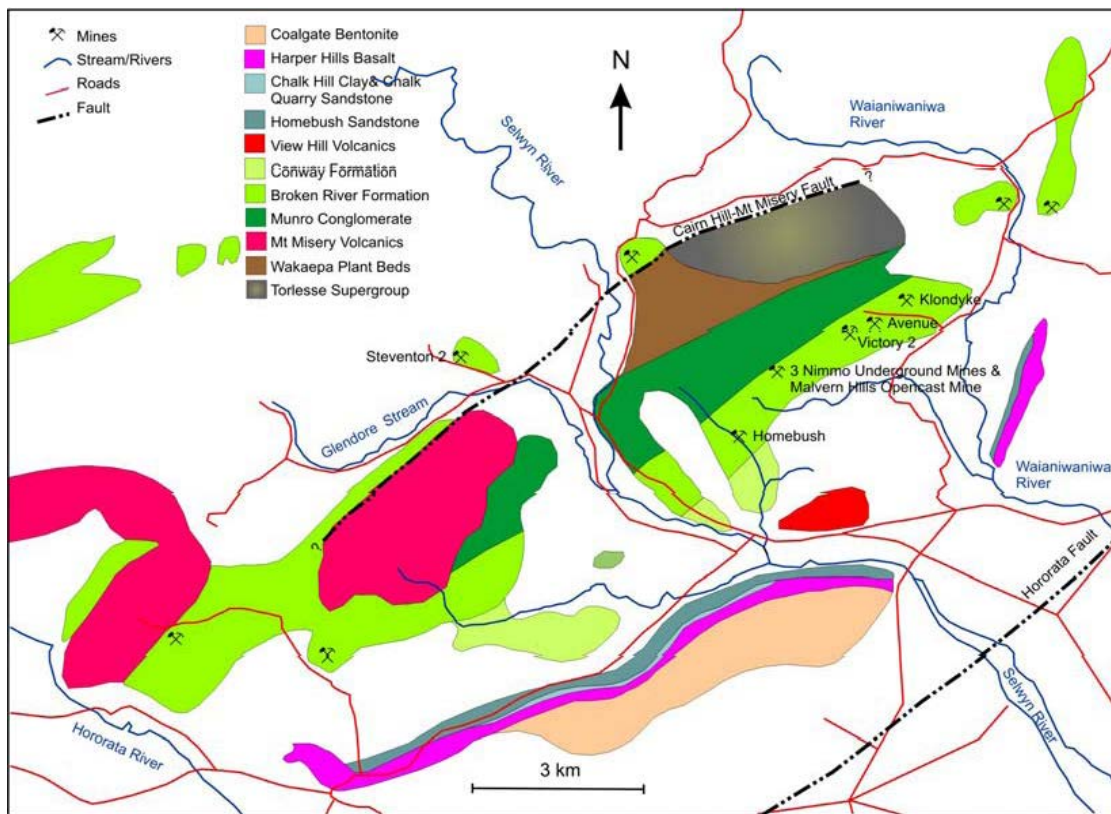 Mines
Stream/Rivers
Roads
Fault
Coalgate Bentonite
Harper Hills Basalt
Chalk Hill Clay& Chalk
Quarry Sandstone
Homebush Sandstone
View Hill Volcanics
Conway Formation
Broken River Formation
Munro Conglomerate
Mt Misery Volcanics
Wakaepa Plant Beds
Torlesse Supergroup
N
Selwyn River
Waianiwaniwa
River
Cairn Hill-Mt Misery Fault
?
Klondyke
Avenue
Victory 2
Steventon 2
3 Nimmo Underground Mines &
Malvern Hills Opencast Mine
Glendore Stream
Homebush
Waianiwaniwa
River
?
Hororata Fault
Selwyn River
Hororata River
3 km